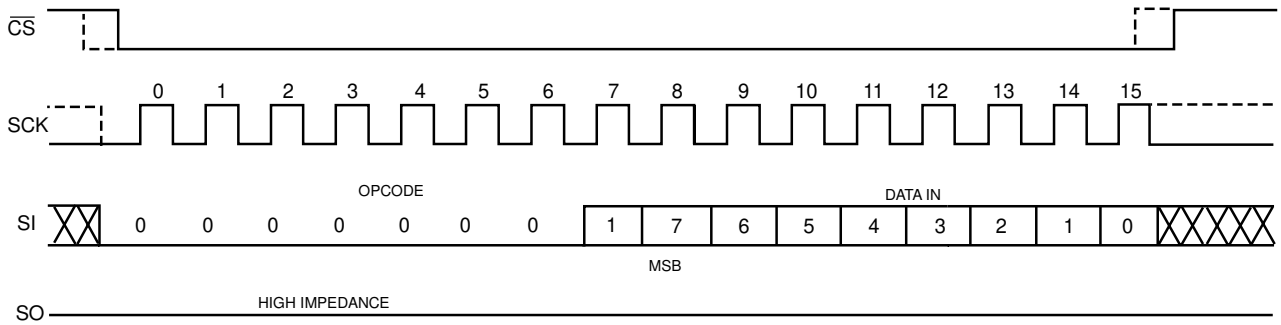 CS
0 1 2 3 4 5 6 7 8 9 10 11 12 13 14 15
SCK
OPCODE DATA IN
SI 0 0 0 0 0 0 0 1 7 6 5 4 3 2 1 0
MSB
HIGH IMPEDANCE
SO